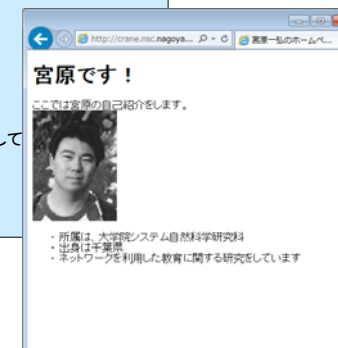 http://crane.nsc.nagoya...
宮原一弘のホームペ...
宮原です！
ここでは宮原の自己紹介をします。
して
・所属は、大学院システム自然科学研究科
・出身は千葉県
・ネットワークを利用した教育に関する研究をしています